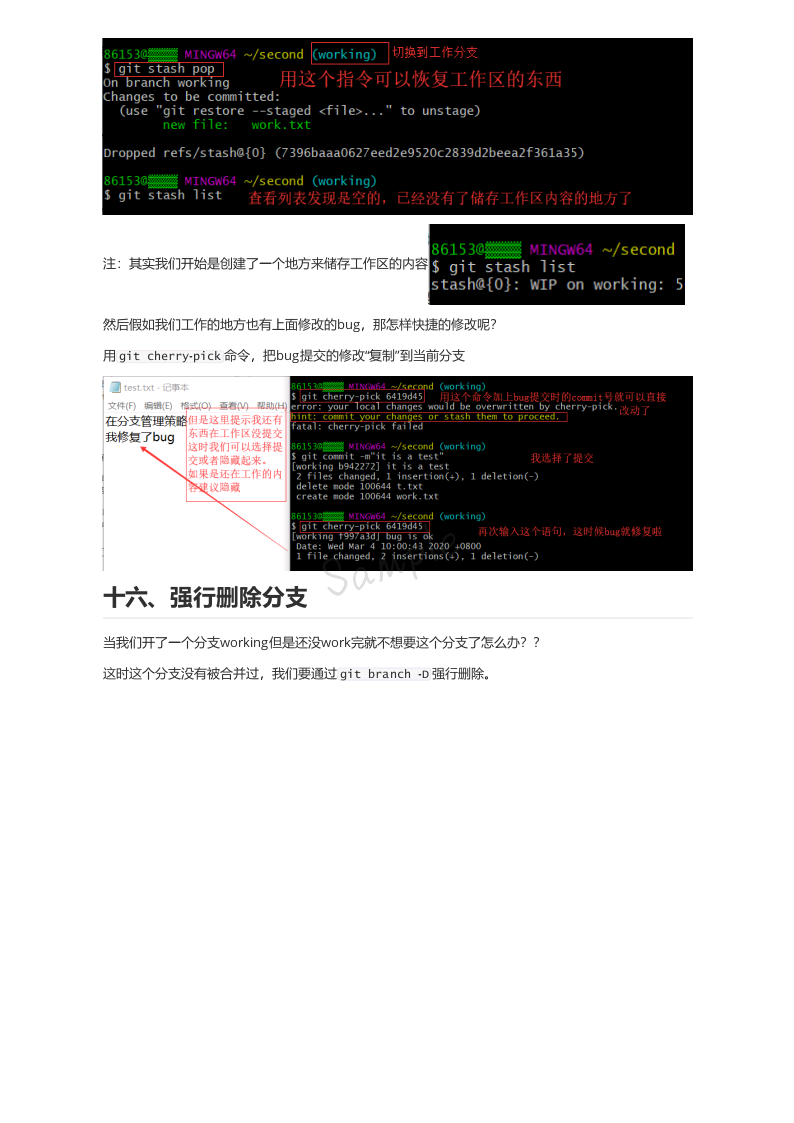 86153@▒▒▒▒ MINGW64 ~/second (working) 切换到工作分支
$ git stash pop
On branch working
用这个指令可以恢复工作区的东西
Changes to be committed:
(use "git restore --staged <file>..." to unstage)
new file: work.txt
Dropped refs/stash@{0} (7396baaa0627eed2e9520c2839d2beea2f361a35)
86153@▒▒▒▒ MINGW64 ~/second (working)
$ git stash list 查看列表发现是空的，已经没有了储存工作区内容的地方了
注：其实我们开始是创建了一个地方来储存工作区的内容
86153@▒▒▒▒ MINGW64 ~/second
$ git stash list
stash@{0}: WIP on working: 5
然后假如我们工作的地方也有上面修改的bug，那怎样快捷的修改呢?
用 git cherry-pick 命令，把bug提交的修改“复制”到当前分支
test.txt - 记事本
文件(F) 编辑(E) 格式(O) 查看(V) 帮助(H)
在分支管理策略
我修复了bug
但是这里提示我还有
东西在工作区没提交
这时我们可以选择提
交或者隐藏起来。
如果是还在工作的内
容建议隐藏
86153@▒▒▒▒ MINGW64 ~/second (working)
$ git cherry-pick 6419d45 用这个命令加上bug提交时的commit号就可以直接
error: your local changes would be overwritten by cherry-pick. 改动了
hint: commit your changes or stash them to proceed.
fatal: cherry-pick failed
86153@▒▒▒▒ MINGW64 ~/second (working)
$ git commit -m"it is a test" 我选择了提交
[working b942272] it is a test
2 files changed, 1 insertion(+), 1 deletion(-)
delete mode 100644 t.txt
create mode 100644 work.txt
86153@▒▒▒▒ MINGW64 ~/second (working)
$ git cherry-pick 6419d45 再次输入这个语句，这时候bug就修复啦
[working f997a3d] bug is ok
Date: Wed Mar 4 10:00:43 2020 +0800
1 file changed, 2 insertions(+), 1 deletion(-)
Sample
十六、强行删除分支
当我们开了一个分支working但是还没work完就不想要这个分支了怎么办？？
这时这个分支没有被合并过，我们要通过 git branch -D 强行删除。